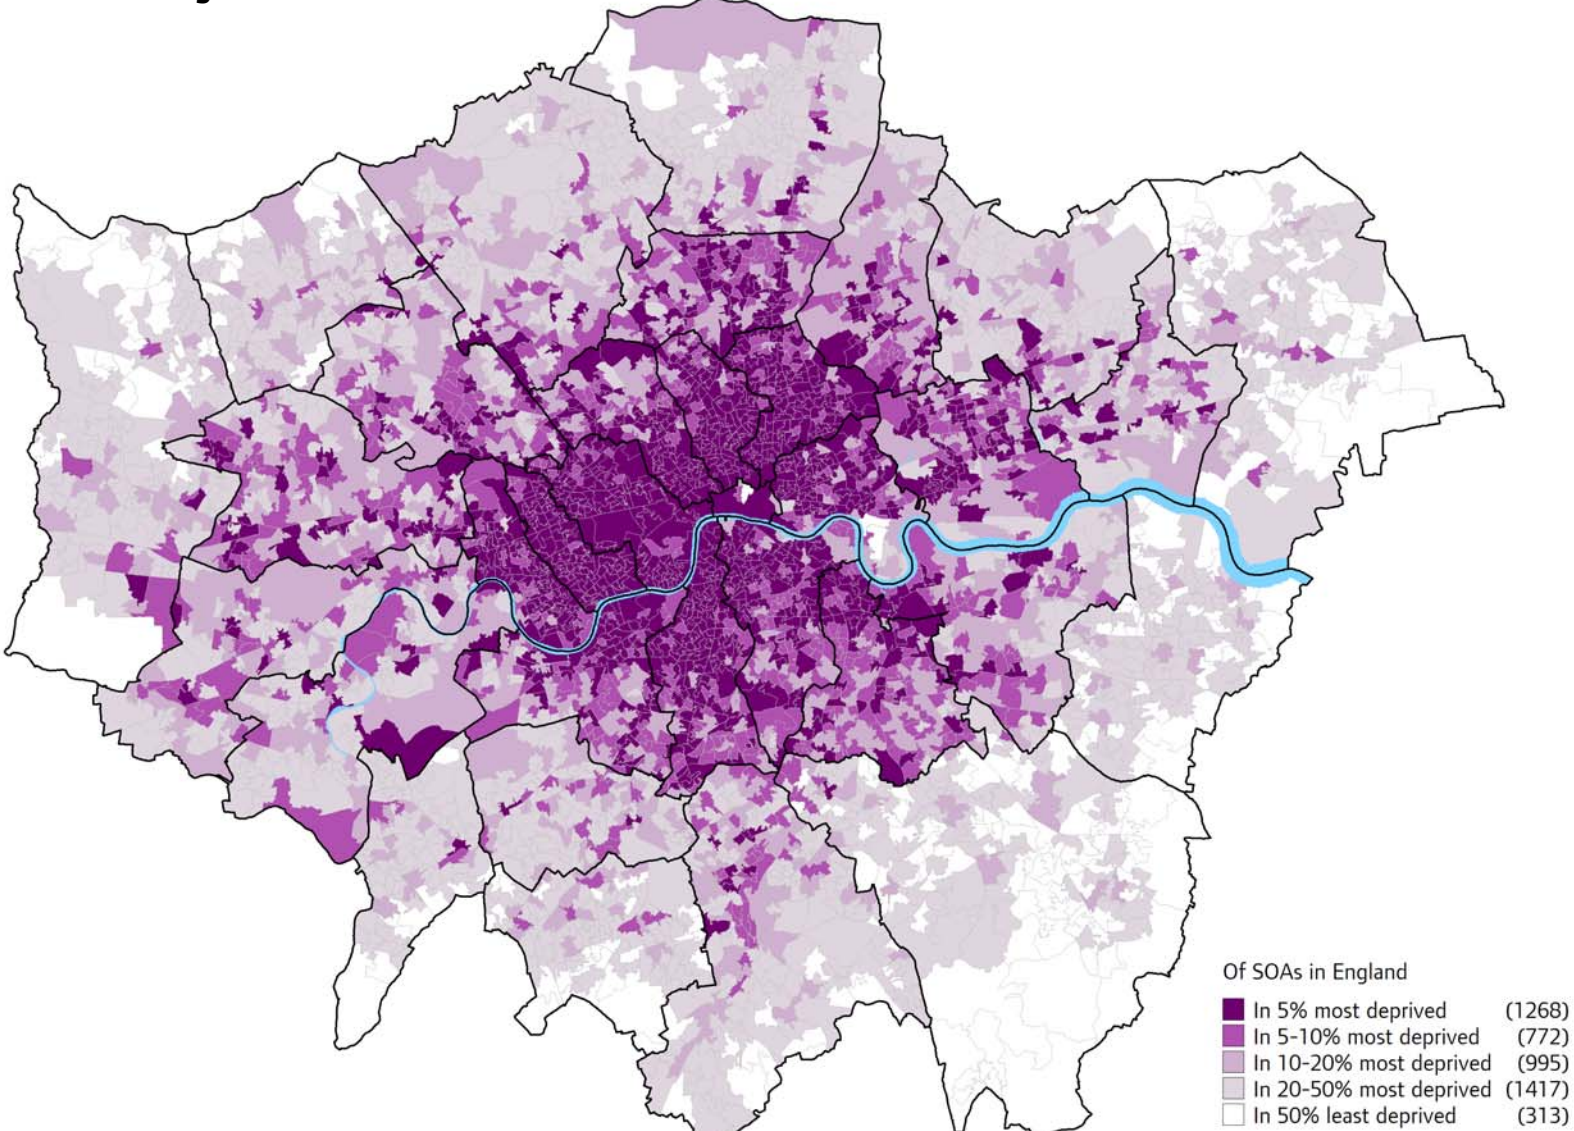 Of SOAs in England
In 5% most deprived (1268)
In 5-10% most deprived (772)
In 10-20% most deprived (995)
In 20-50% most deprived (1417)
In 50% least deprived (313)